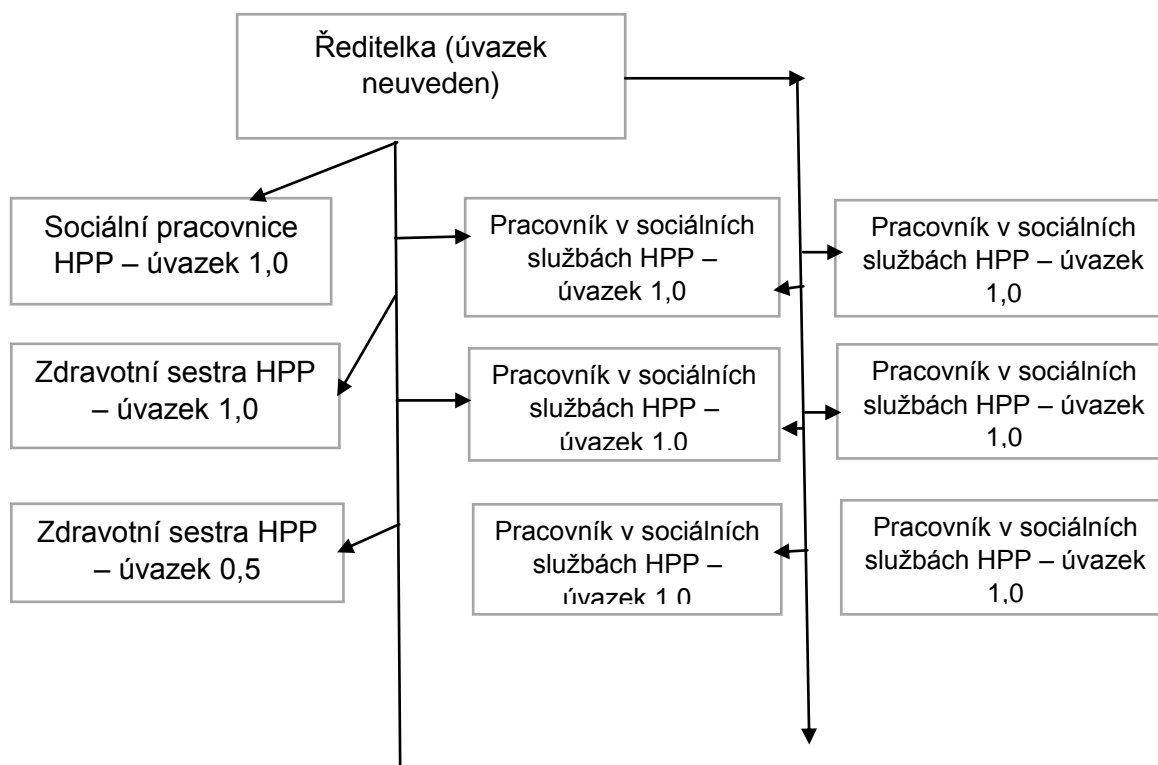 Ředitelka (úvazek
neuveden)
Sociální pracovnice
HPP – úvazek 1,0
Pracovník v sociálních
službách HPP –
úvazek 1,0
Pracovník v sociálních
službách HPP – úvazek
1,0
Zdravotní sestra HPP
– úvazek 1,0
Pracovník v sociálních
službách HPP –
úvazek 1,0
Pracovník v sociálních
službách HPP – úvazek
1,0
Zdravotní sestra HPP
– úvazek 0,5
Pracovník v sociálních
službách HPP –
úvazek 1,0
Pracovník v sociálních
službách HPP – úvazek
1,0